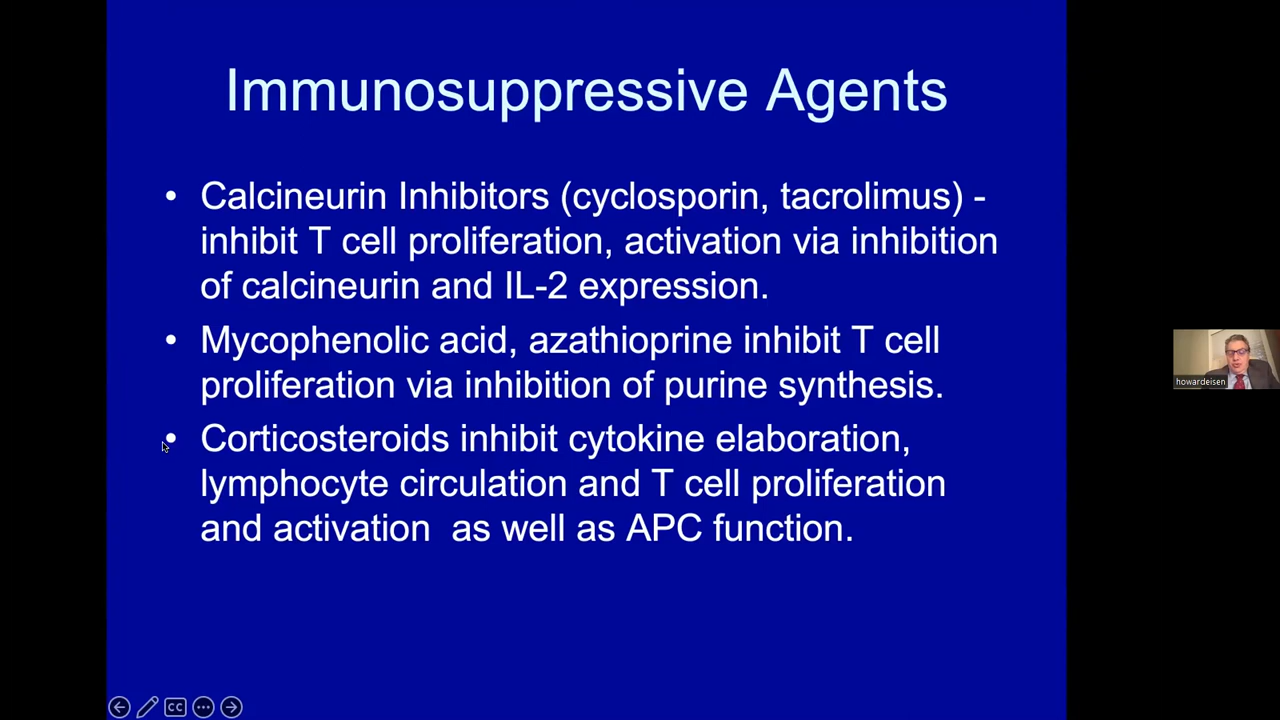 Immunosuppressive Agents
• Calcineurin Inhibitors (cyclosporin, tacrolimus) -
inhibit T cell proliferation, activation via inhibition
of calcineurin and IL-2 expression.
• Mycophenolic acid, azathioprine inhibit T cell
proliferation via inhibition of purine synthesis.
• Corticosteroids inhibit cytokine elaboration,
lymphocyte circulation and T cell proliferation
and activation  as well as APC function.
howardeisen
CC